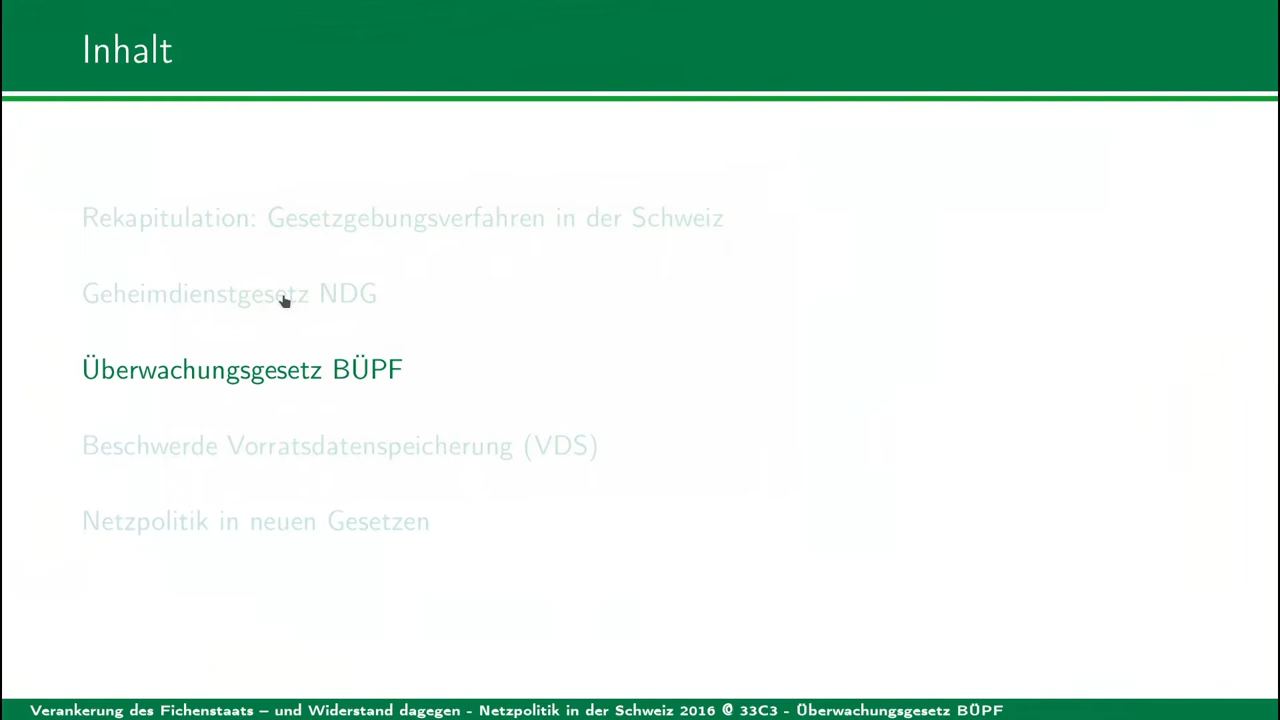 Inhalt
Rekapitulation: Gesetzgebungsverfahren in der Schweiz
Geheimdienstgesetz NDG
Überwachungsgesetz BÜPF
Beschwerde Vorratsdatenspeicherung (VDS)
Netzpolitik in neuen Gesetzen
Verankerung des Fichenstaats – und Widerstand dagegen - Netzpolitik in der Schweiz 2016 @ 33C3 - Überwachungsgesetz BÜPF